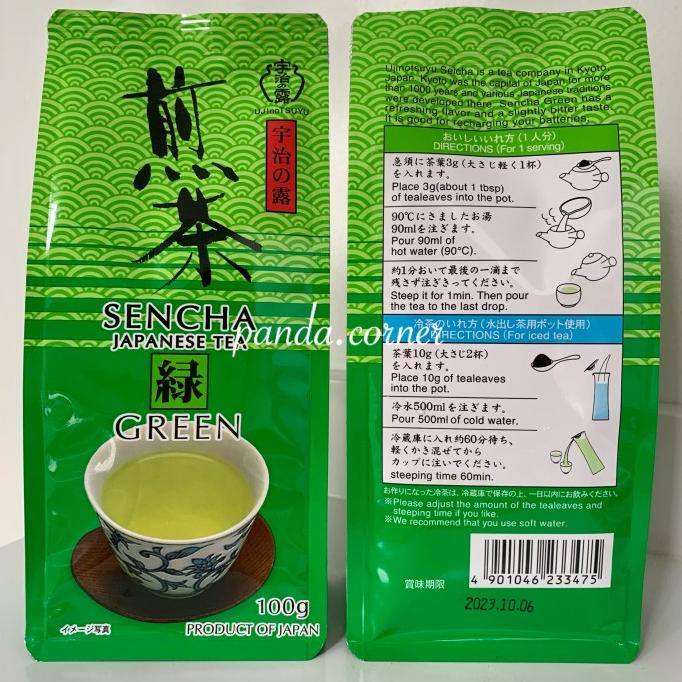 煎茶
宇治の露
UJInoTSUYU
宇治の露
SENCHA
JAPANESE TEA
緑
GREEN
100g
イメージ写真
PRODUCT OF JAPAN
panda.corner
Ujinotsuyu Seicha is a tea company in Kyoto,
Japan. Kyoto was the capital of Japan for more
than 1000 years and various Japanese traditions
were developed there. Sencha Green has a
refreshing flavor and a slightly bitter taste.
It is good for recharging your batteries.
おいしいいれ方(1人分)
DIRECTIONS (For 1 serving)
急須に茶葉3g(大さじ軽く1杯)
を入れます。
Place 3g(about 1 tbsp)
of tealeaves into the pot.
90℃にさましたお湯
90mlを注ぎます。
Pour 90ml of
hot water (90°C).
約1分おいて最後の一滴まで
残さず注ぎきってください。
Steep it for 1min. Then pour
the tea to the last drop.
冷茶のいれ方(水出し茶用ポット使用)
DIRECTIONS (For iced tea)
茶葉10g(大さじ2杯)
を入れます。
Place 10g of tealeaves
into the pot.
冷水500mlを注ぎます。
Pour 500ml of cold water.
冷蔵庫に入れ約60分待ち、
軽くかき混ぜてから
カップに注いでください。
steeping time 60min.
お作りになった冷茶は、冷蔵庫で保存の上、一日以内にお飲みください。
※Please adjust the amount of the tealeaves and
steeping time if you like.
※We recommend that you use soft water.
賞味期限
4 901046 233475
2023.10.06